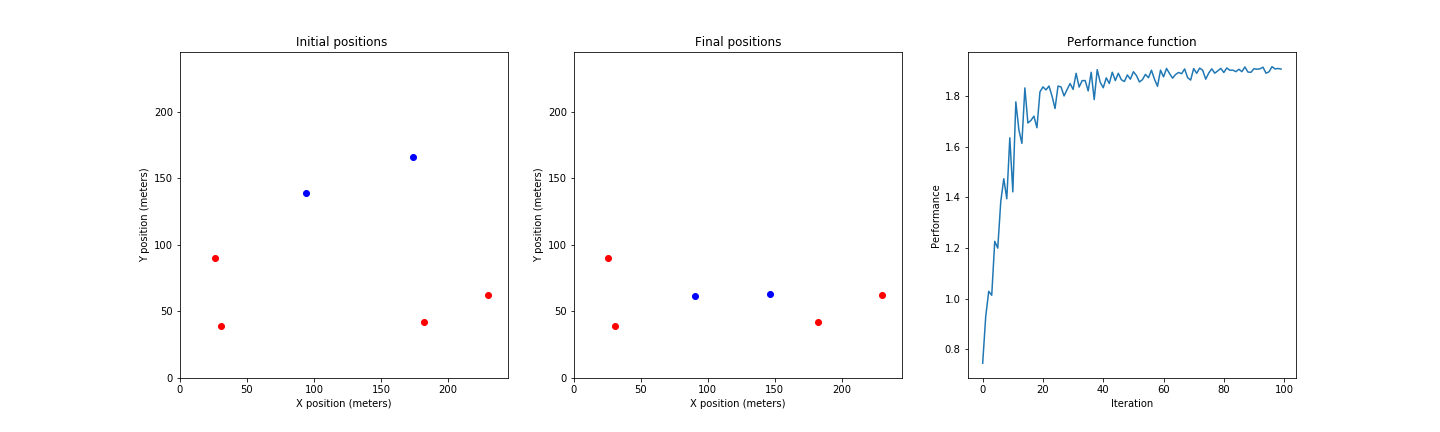 Initial positions
Y position (meters)
200
150
100
50
0
0 50 100 150 200
X position (meters)
Final positions
Y position (meters)
200
150
100
50
0
0 50 100 150 200
X position (meters)
Performance function
Performance
1.8
1.6
1.4
1.2
1.0
0.8
0 20 40 60 80 100
Iteration